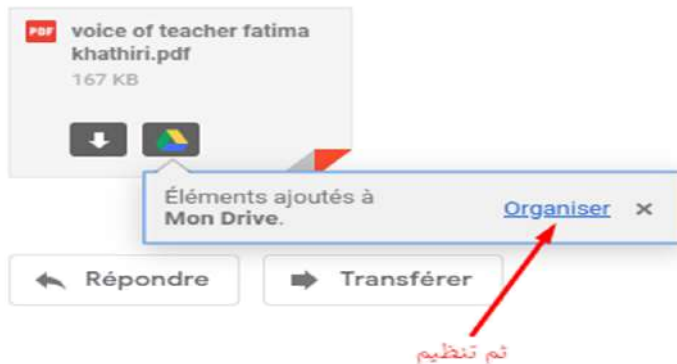 PDF voice of teacher fatima
khathiri.pdf
167 KB
Éléments ajoutés à
Mon Drive.
Organiser ×
Répondre
Transférer
ثم تنظيم